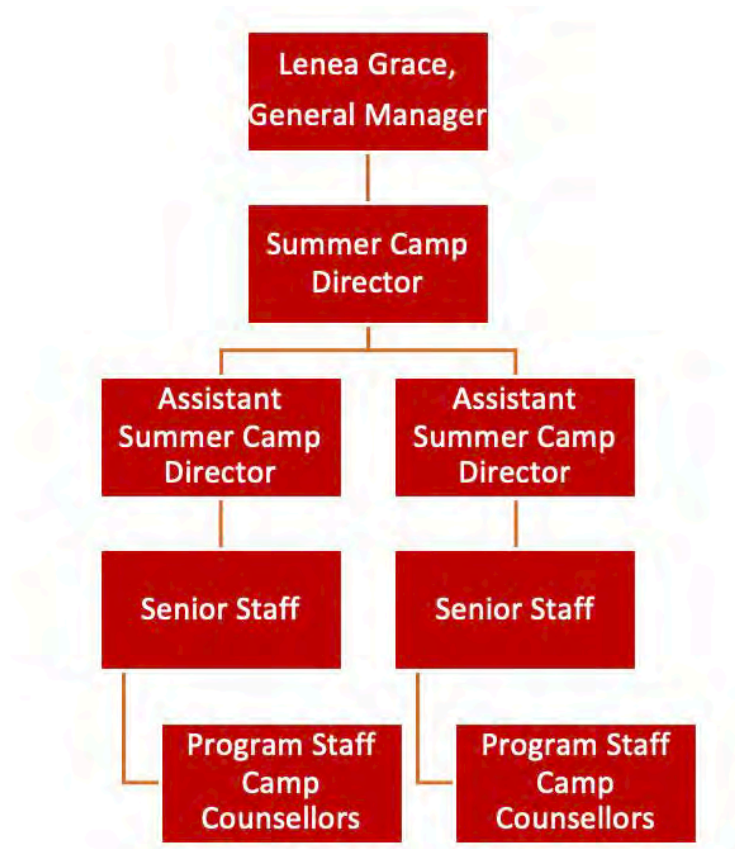 Lenea Grace,
General Manager
Summer Camp
Director
Assistant
Summer Camp
Director
Assistant
Summer Camp
Director
Senior Staff
Senior Staff
Program Staff
Camp
Counsellors
Program Staff
Camp
Counsellors